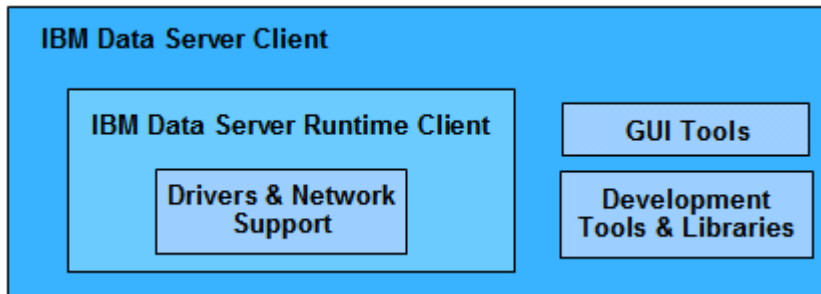 IBM Data Server Client
IBM Data Server Runtime Client
Drivers & Network
Support
GUI Tools
Development
Tools & Libraries